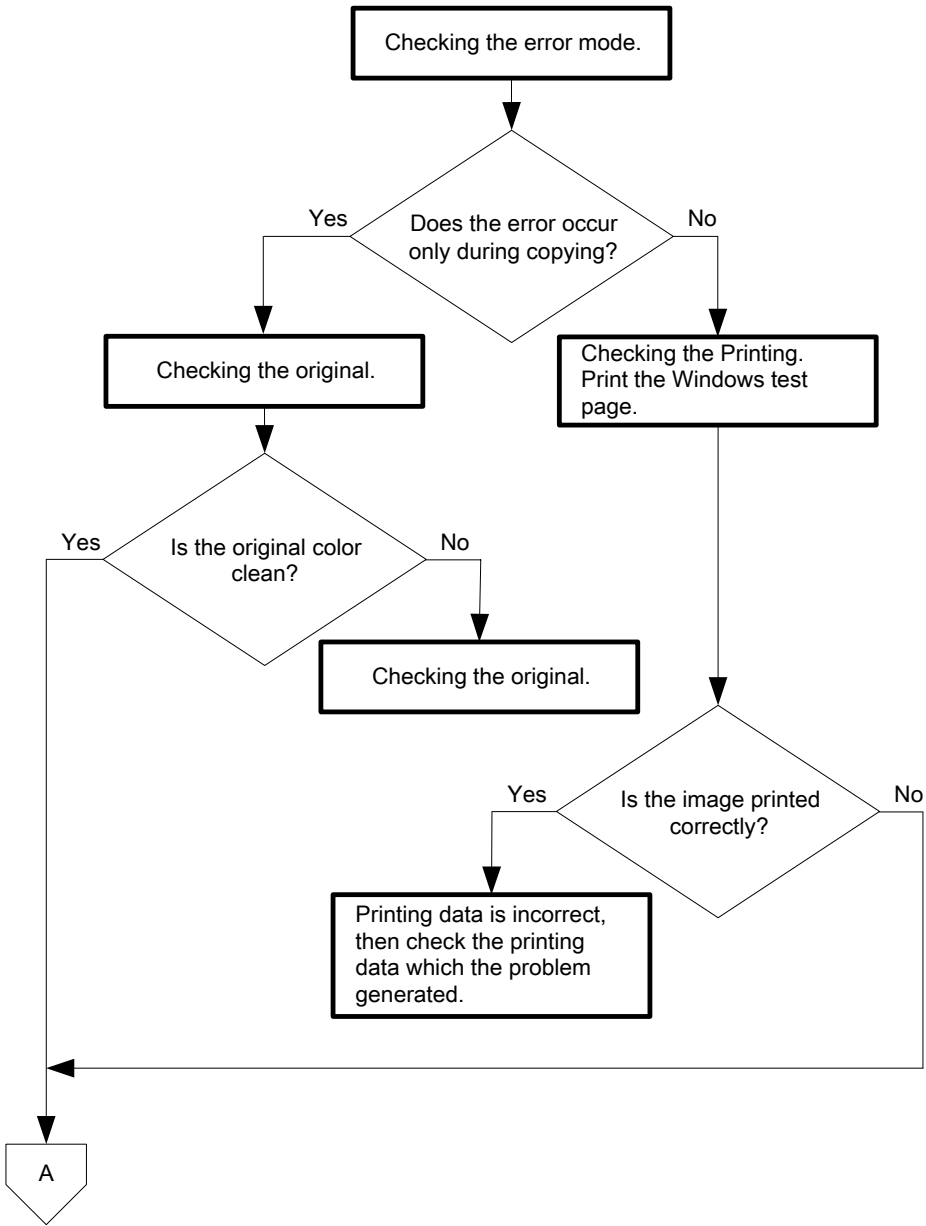 Checking the error mode.
Yes
Does the error occur
only during copying?
No
Checking the original.
Checking the Printing.
Print the Windows test
page.
Yes
Is the original color
clean?
No
Checking the original.
Yes
Is the image printed
correctly?
No
Printing data is incorrect,
then check the printing
data which the problem
generated.
A